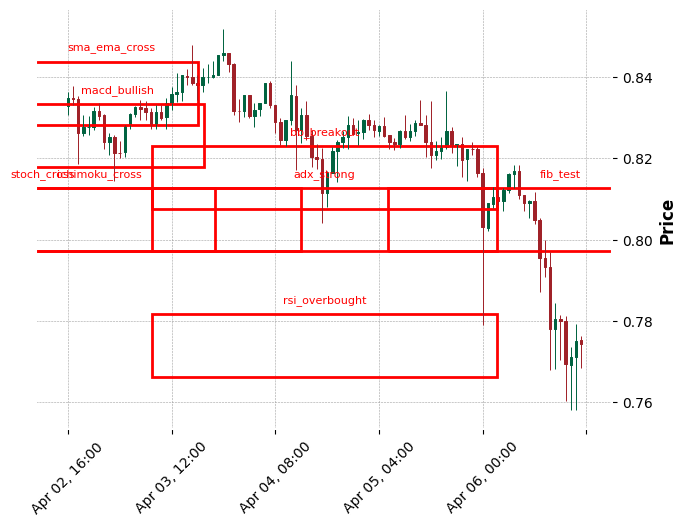 sma_ema_cross
macd_bullish
bb_breakout
stoch_cross
ichimoku_cross
adx_strong
fib_test
rsi_overbought
0.84
0.82
0.80
0.78
0.76
Price
Apr 02, 16:00
Apr 03, 12:00
Apr 04, 08:00
Apr 05, 04:00
Apr 06, 00:00